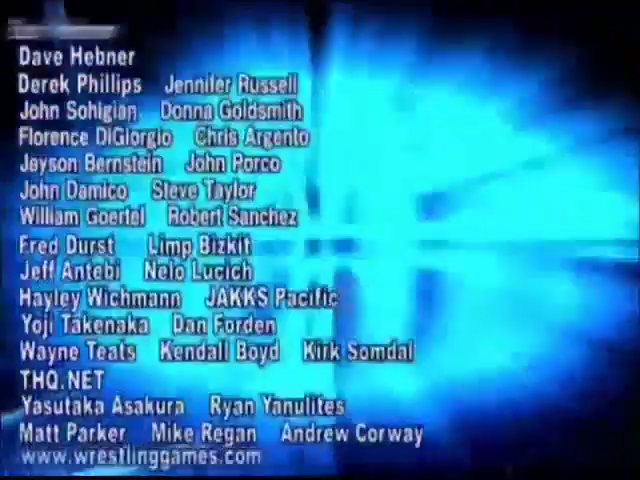 Dave Hebner
Derek Phillips Jennifer Russell
John Sohigian Donna Goldsmith
Florence DiGiorgio Chris Argento
Jayson Bernstein John Porco
John Damico Steve Taylor
William Goertel Robert Sanchez
Fred Durst Limp Bizkit
Jeff Antebi Nelo Lucich
Hayley Wichmann JAKKS Pacific
Yoji Takenaka Dan Forden
Wayne Teats Kendall Boyd Kirk Somdal
THQ.NET
Yasutaka Asakura Ryan Yanulites
Matt Parker Mike Regan Andrew Corway
www.wrestlinggames.com